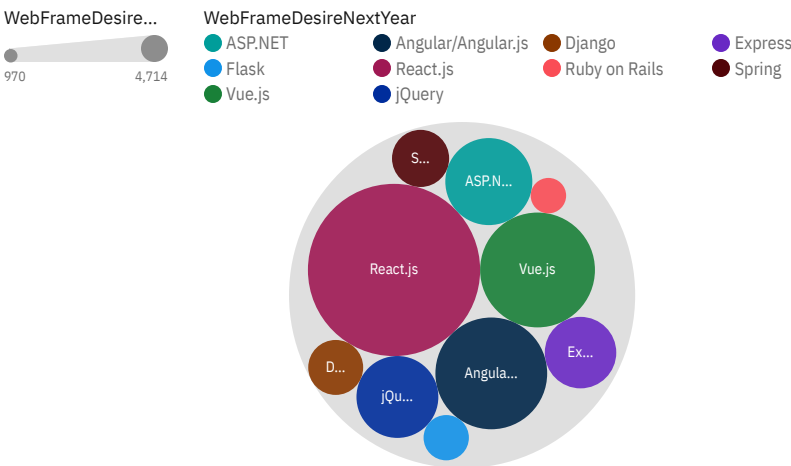 WebFrameDesire...
970 4,714
WebFrameDesireNextYear
ASP.NET Angular/Angular.js Django Express
Flask React.js Ruby on Rails Spring
Vue.js jQuery
S...
ASP.N...
React.js Vue.js
Ex...
D... Angula...
jQu...